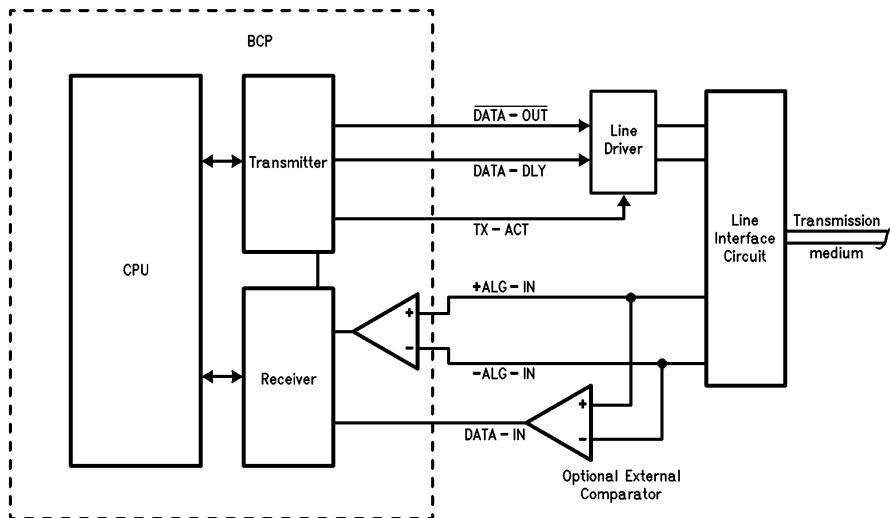 BCP
DATA-OUT
Line
Driver
Transmitter
DATA-DLY
TX-ACT
Line
Interface
Circuit
Transmission
medium
CPU
+ALG-IN
+
-
Receiver
-ALG-IN
+
-
DATA-IN
Optional External
Comparator